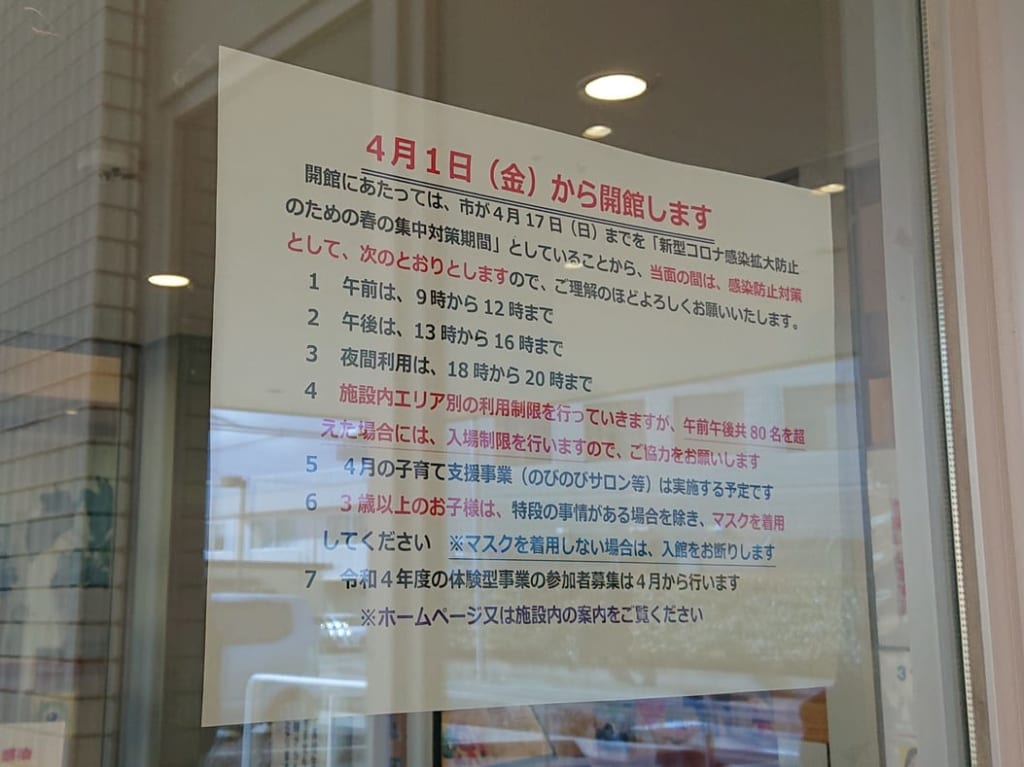 4月1日（金）から開館します
開館にあたっては、市が4月17日（日）までを「新型コロナ感染拡大防止
のための春の集中対策期間」としていることから、当面の間は、感染防止対策
として、次のとおりとしますので、ご理解のほどよろしくお願いいたします。
1 午前は、9時から12時まで
2 午後は、13時から16時まで
3 夜間利用は、18時から20時まで
4 施設内エリア別の利用制限を行っていきますが、午前午後共80名を超
えた場合には、入場制限を行いますので、ご協力をお願いします
5 4月の子育て支援事業（のびのびサロン等）は実施する予定です
6 3歳以上のお子様は、特段の事情がある場合を除き、マスクを着用
してください ※マスクを着用しない場合は、入館をお断りします
7 令和4年度の体験型事業の参加者募集は4月から行います
※ホームページ又は施設内の案内をご覧ください